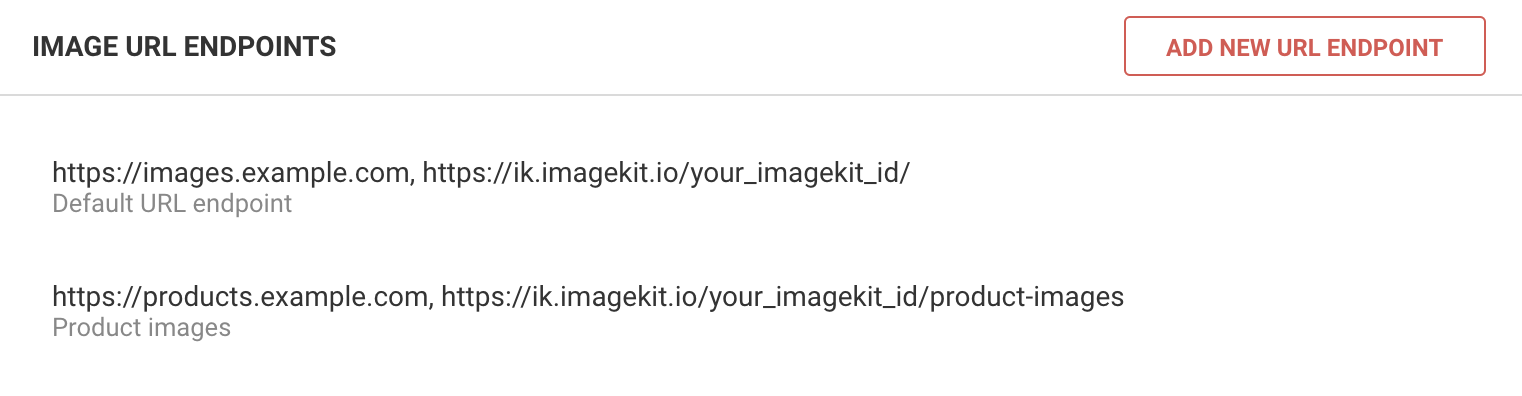 IMAGE URL ENDPOINTS
ADD NEW URL ENDPOINT
https://images.example.com, https://ik.imagekit.io/your_imagekit_id/
Default URL endpoint
https://products.example.com, https://ik.imagekit.io/your_imagekit_id/product-images
Product images